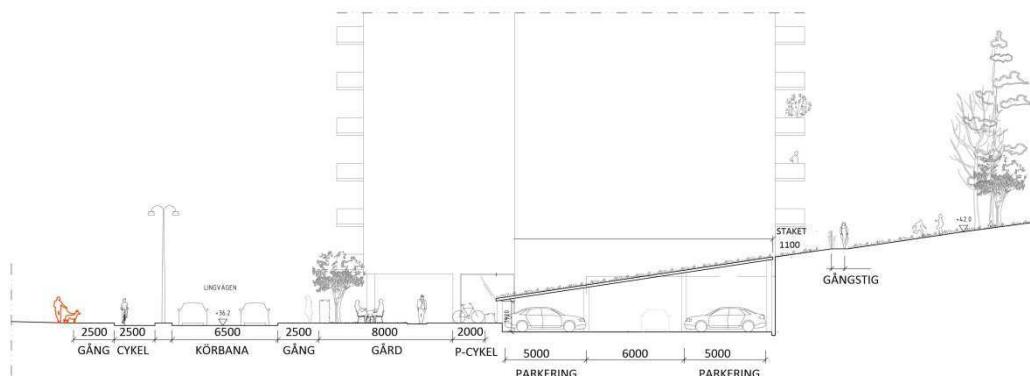 STAKET
1100
+42.0
GÅNGSTIG
LINGVÄGEN
+36.2
2500 2500 6500 2500 8000 2000
GÅNG CYKEL KÖRBANA GÅNG GÅRD P-CYKEL
5000 6000 5000
PARKERING PARKERING